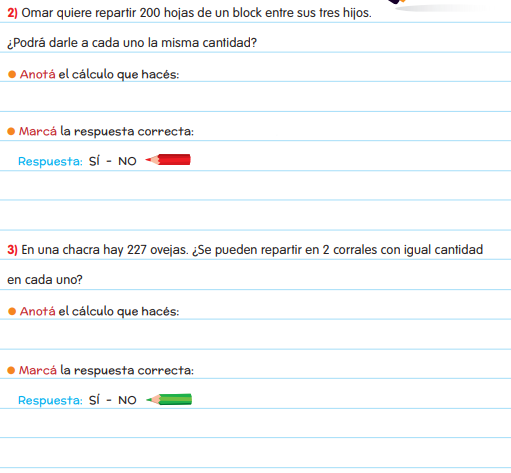 2) Omar quiere repartir 200 hojas de un block entre sus tres hijos.
¿Podrá darle a cada uno la misma cantidad?
● Anotá el cálculo que hacés:
● Marcá la respuesta correcta:
Respuesta: SÍ - NO
3) En una chacra hay 227 ovejas. ¿Se pueden repartir en 2 corrales con igual cantidad
en cada uno?
● Anotá el cálculo que hacés:
● Marcá la respuesta correcta:
Respuesta: SÍ - NO